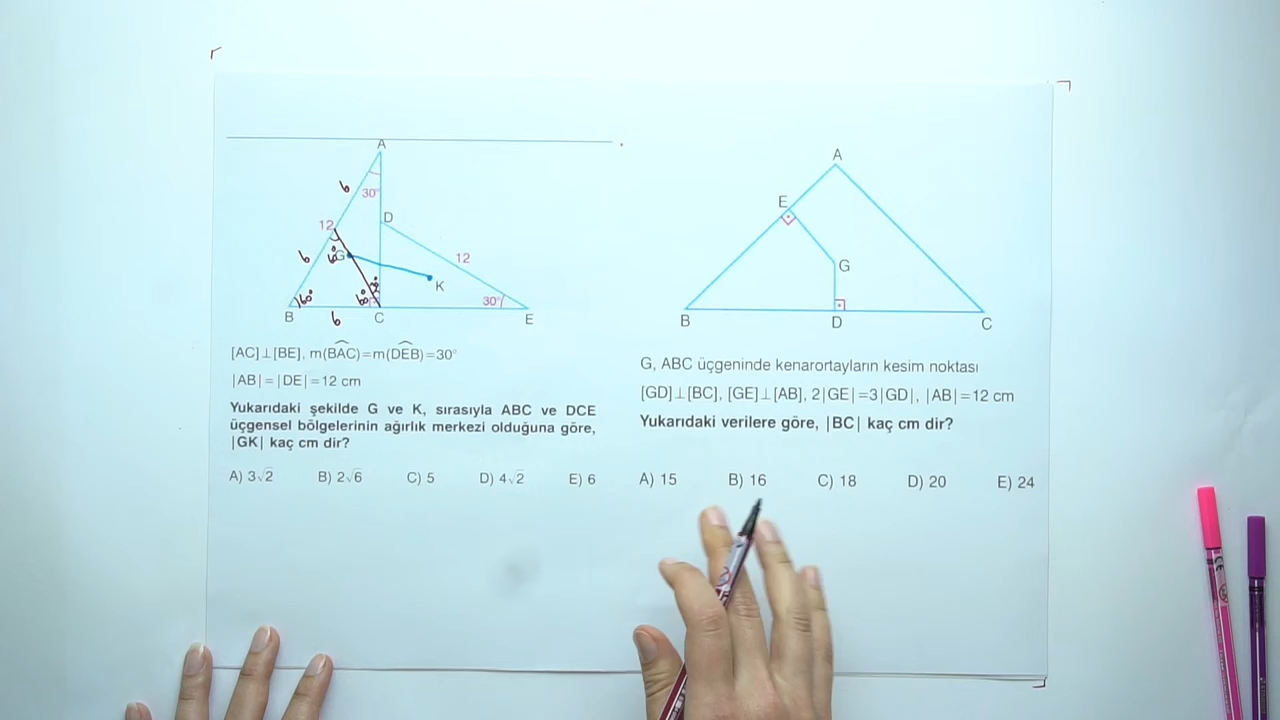 A
6
30°
D
12
6
60°
G
12
K
30°
60°
60°
30°
B
6
C
E
[AC]⊥[BE], m(BAC)=m(DEB)=30°
|AB|=|DE|=12 cm
Yukarıdaki şekilde G ve K, sırasıyla ABC ve DCE
üçgensel bölgelerinin ağırlık merkezi olduğuna göre,
|GK| kaç cm dir?
A) 3√2 B) 2√6 C) 5 D) 4√2 E) 6
A
E
G
B
D
C
G, ABC üçgeninde kenarortayların kesim noktası
[GD]⊥[BC], [GE]⊥[AB], 2|GE|=3|GD|, |AB|=12 cm
Yukarıdaki verilere göre, |BC| kaç cm dir?
A) 15 B) 16 C) 18 D) 20 E) 24